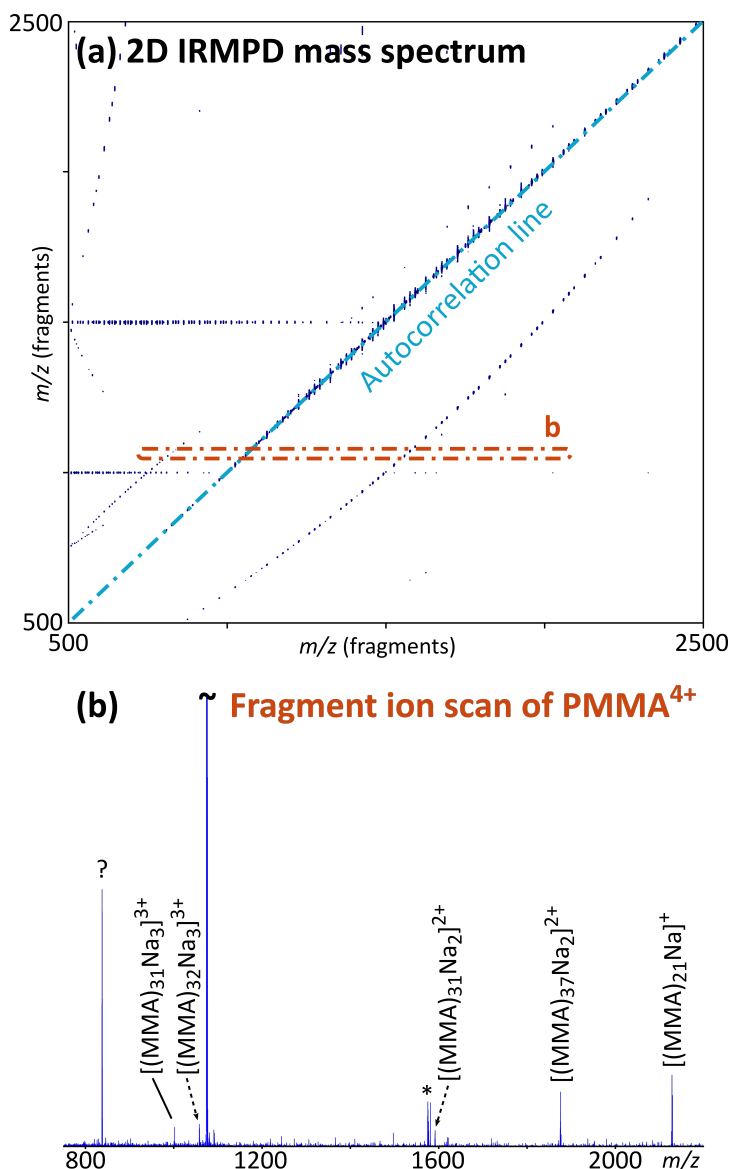 2500
(a) 2D IRMPD mass spectrum
Autocorrelation line
m/z (fragments)
b
500
500
m/z (fragments)
2500
(b)
~
Fragment ion scan of PMMA⁴⁺
?
[(MMA)₃₁Na₃]³⁺
[(MMA)₃₂Na₃]³⁺
*
[(MMA)₃₁Na₂]²⁺
[(MMA)₃₇Na₂]²⁺
[(MMA)₂₁Na]⁺
800
1200
1600
2000
m/z